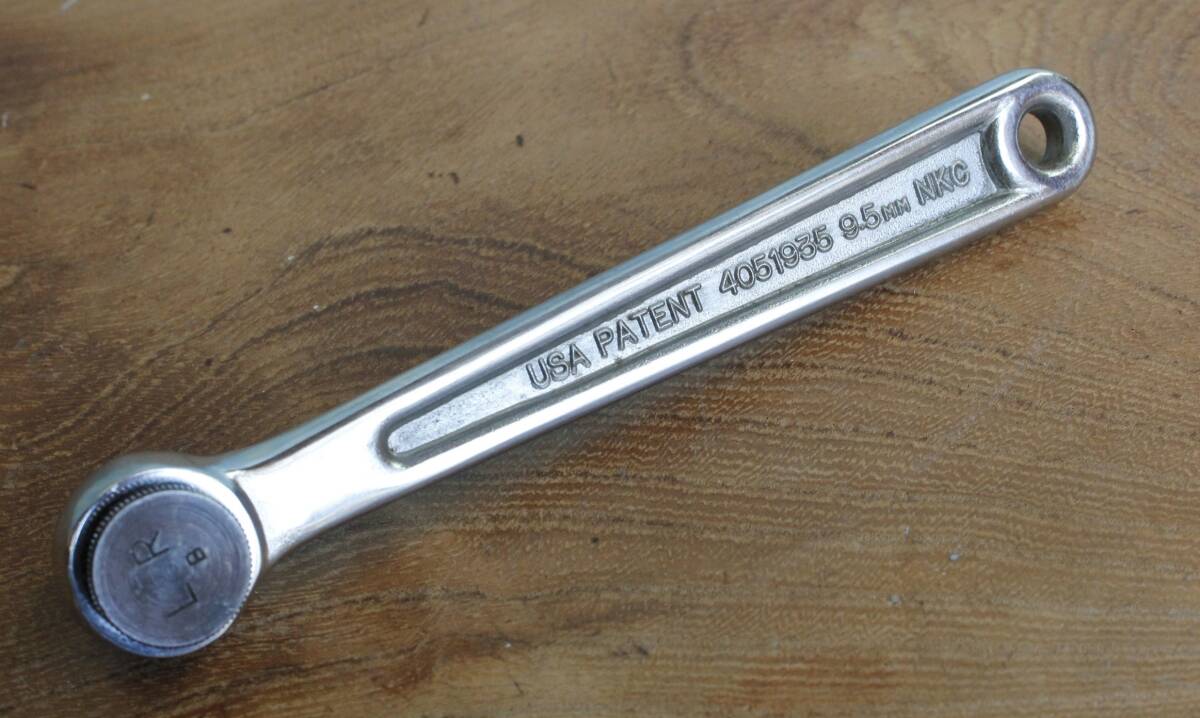 USA PATENT 4051935 9.5MM NKC
L R
B